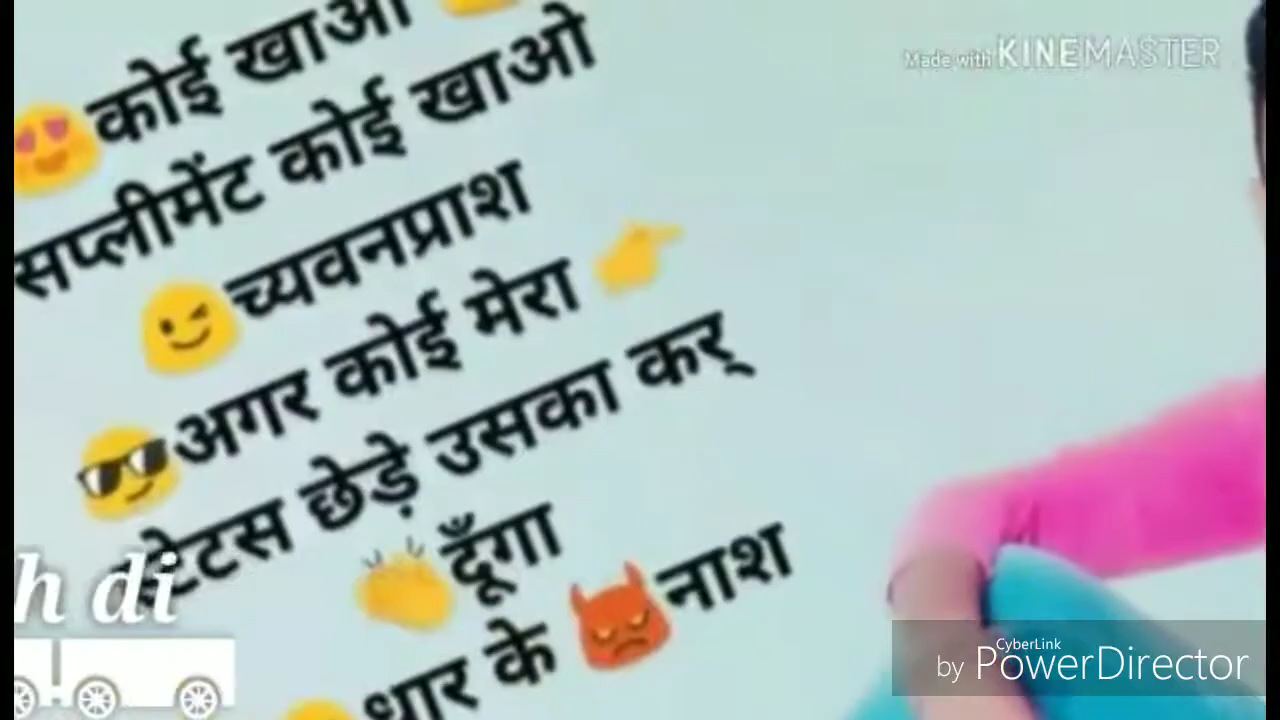 😍कोई खाओ
सप्लीमेंट कोई खाओ
😉च्यवनप्राश
😎अगर कोई मेरा 👉
स्टेटस छेड़े उसका कर्
👏दूँगा
धार के 👿नाश
h di
Made with KINEMASTER
CyberLink
by PowerDirector